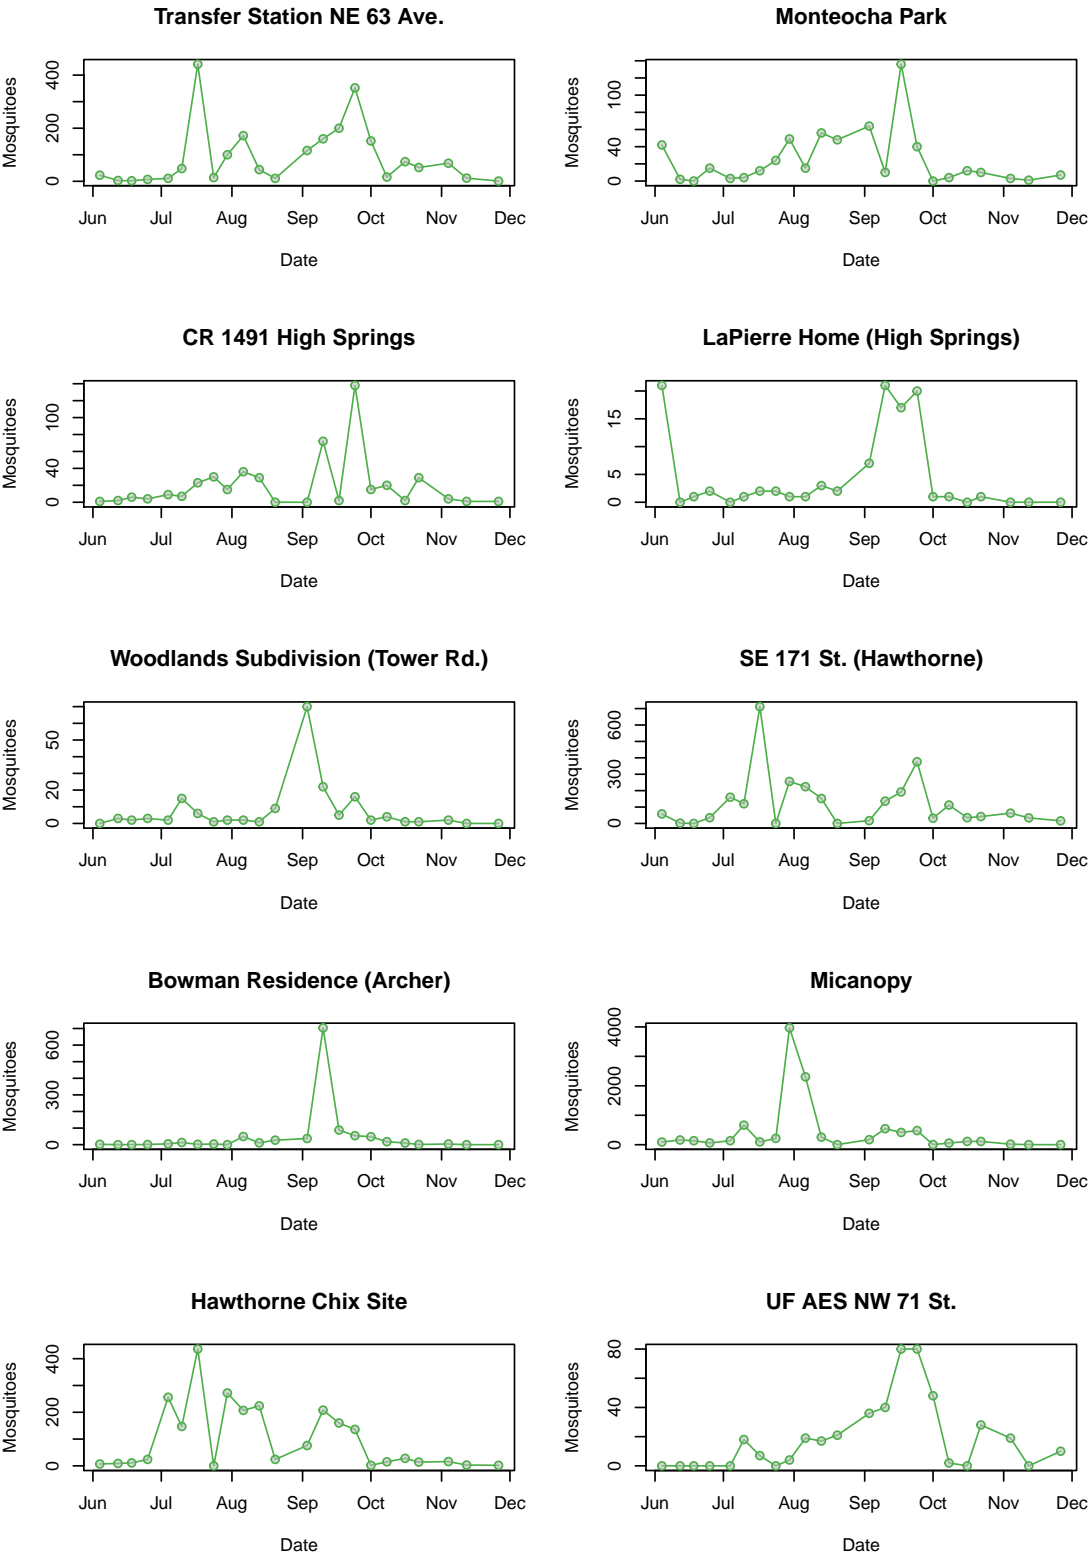 Transfer Station NE 63 Ave.
Mosquitoes
0 200 400
Jun Jul Aug Sep Oct Nov Dec
Date
Monteocha Park
Mosquitoes
0 40 100
Jun Jul Aug Sep Oct Nov Dec
Date
CR 1491 High Springs
Mosquitoes
0 40 100
Jun Jul Aug Sep Oct Nov Dec
Date
LaPierre Home (High Springs)
Mosquitoes
0 5 15
Jun Jul Aug Sep Oct Nov Dec
Date
Woodlands Subdivision (Tower Rd.)
Mosquitoes
0 20 50
Jun Jul Aug Sep Oct Nov Dec
Date
SE 171 St. (Hawthorne)
Mosquitoes
0 300 600
Jun Jul Aug Sep Oct Nov Dec
Date
Bowman Residence (Archer)
Mosquitoes
0 300 600
Jun Jul Aug Sep Oct Nov Dec
Date
Micanopy
Mosquitoes
0 2000 4000
Jun Jul Aug Sep Oct Nov Dec
Date
Hawthorne Chix Site
Mosquitoes
0 200 400
Jun Jul Aug Sep Oct Nov Dec
Date
UF AES NW 71 St.
Mosquitoes
0 40 80
Jun Jul Aug Sep Oct Nov Dec
Date